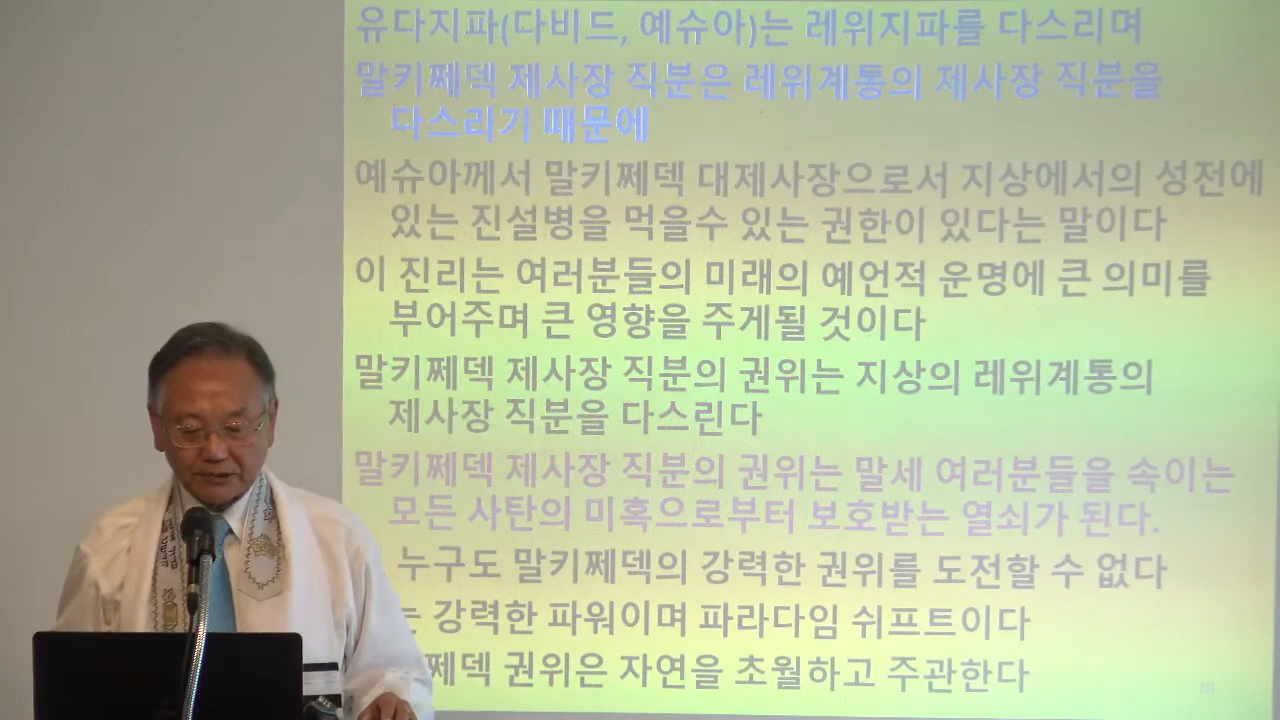 유다지파(다비드, 예슈아)는 레위지파를 다스리며
말키쩨덱 제사장 직분은 레위계통의 제사장 직분을
다스리기 때문에
예슈아께서 말키쩨덱 대제사장으로서 지상에서의 성전에
있는 진설병을 먹을수 있는 권한이 있다는 말이다
이 진리는 여러분들의 미래의 예언적 운명에 큰 의미를
부어주며 큰 영향을 주게될 것이다
말키쩨덱 제사장 직분의 권위는 지상의 레위계통의
제사장 직분을 다스린다
말키쩨덱 제사장 직분의 권위는 말세 여러분들을 속이는
모든 사탄의 미혹으로부터 보호받는 열쇠가 된다.
누구도 말키쩨덱의 강력한 권위를 도전할 수 없다
는 강력한 파워이며 파라다임 쉬프트이다
쩨덱 권위은 자연을 초월하고 주관한다